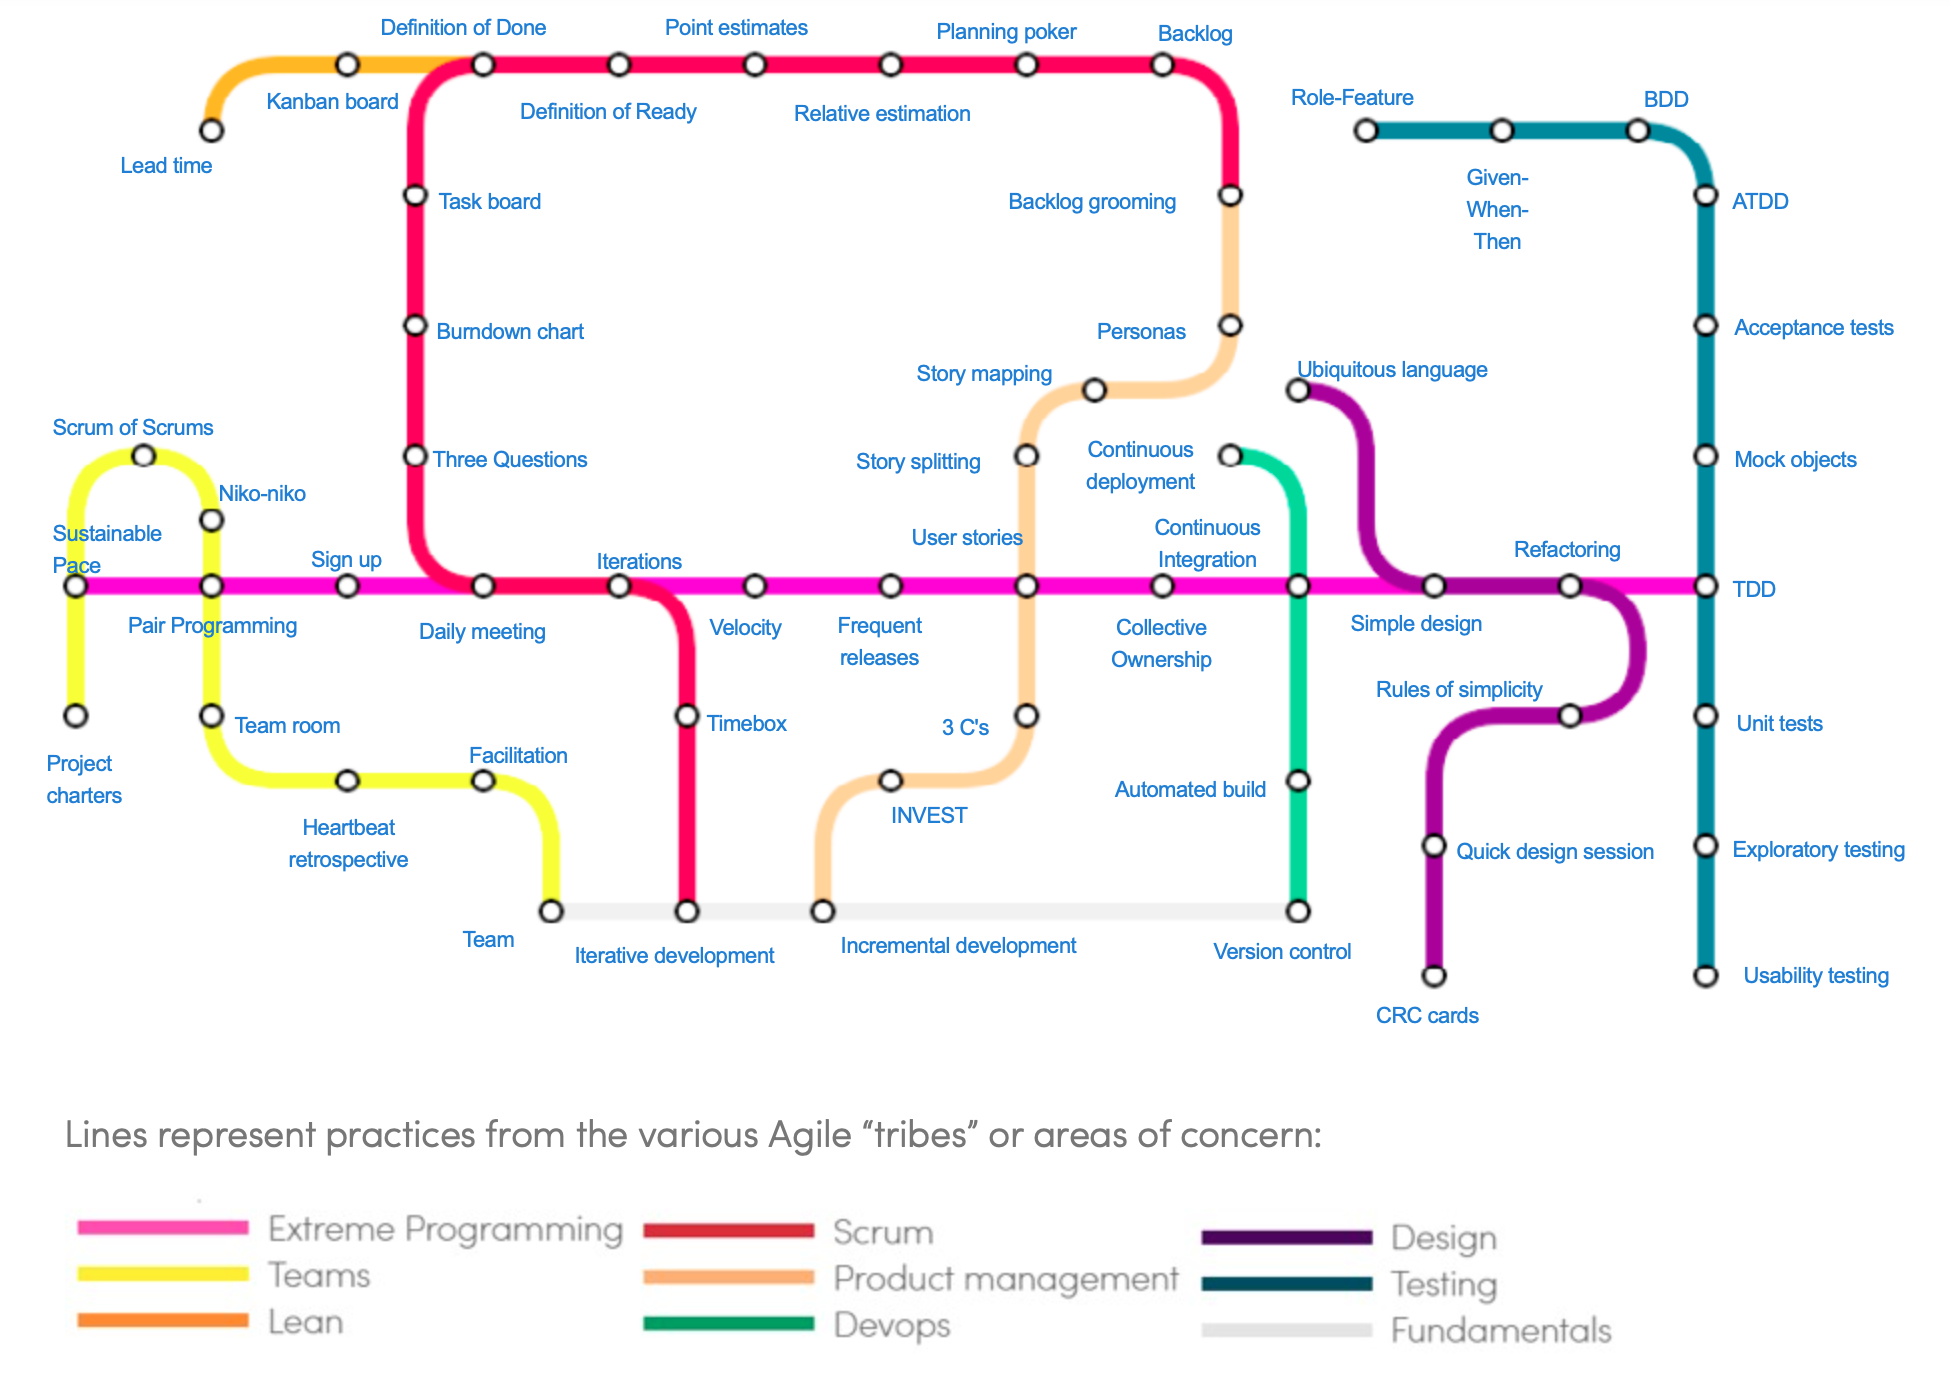 Definition of Done
Point estimates
Planning poker
Backlog
Kanban board
Definition of Ready
Relative estimation
Role-Feature
BDD
Lead time
Task board
Backlog grooming
Given-
When-
Then
ATDD
Burndown chart
Personas
Acceptance tests
Story mapping
Ubiquitous language
Scrum of Scrums
Three Questions
Story splitting
Continuous
deployment
Mock objects
Niko-niko
Sustainable
Pace
Sign up
Iterations
User stories
Continuous
Integration
Refactoring
TDD
Pair Programming
Daily meeting
Velocity
Frequent
releases
Collective
Ownership
Simple design
Rules of simplicity
Team room
Timebox
3 C's
Unit tests
Project
charters
Facilitation
Automated build
INVEST
Heartbeat
retrospective
Quick design session
Exploratory testing
Team
Iterative development
Incremental development
Version control
Usability testing
CRC cards
Lines represent practices from the various Agile “tribes” or areas of concern:
Extreme Programming
Scrum
Design
Teams
Product management
Testing
Lean
Devops
Fundamentals